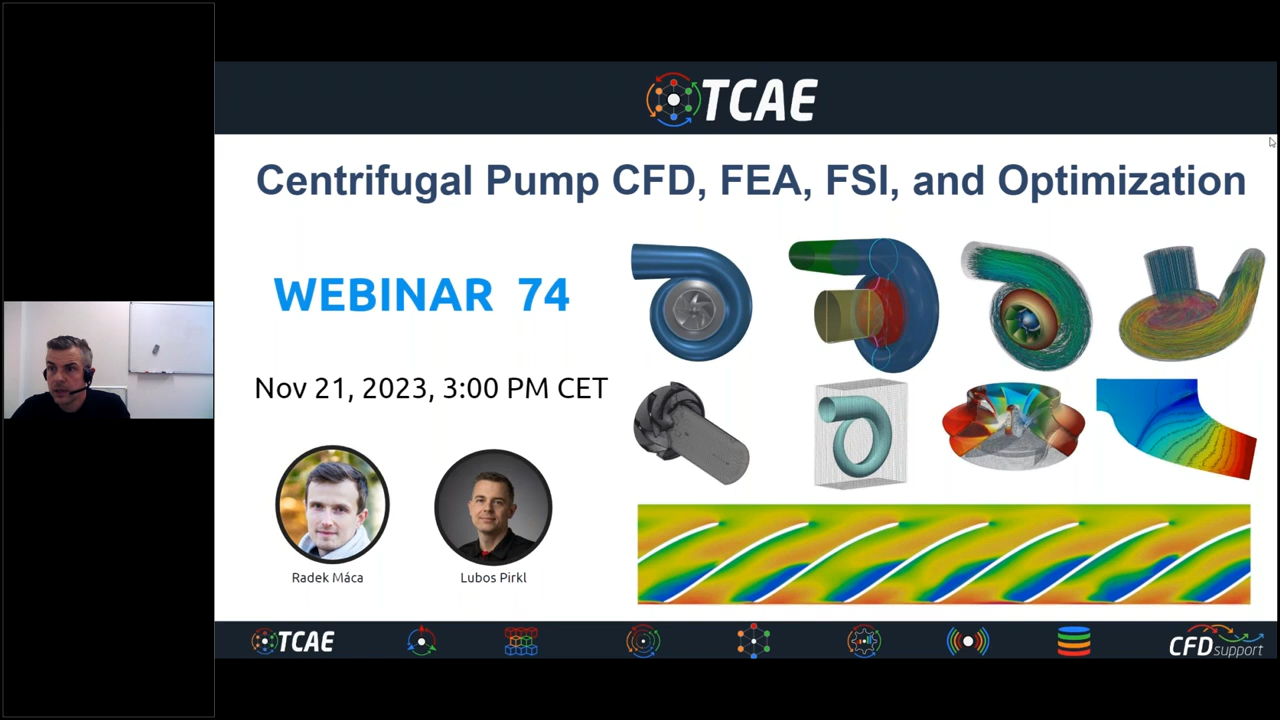 TCAE
Centrifugal Pump CFD, FEA, FSI, and Optimization
WEBINAR 74
Nov 21, 2023, 3:00 PM CET
Radek Máca
Lubos Pirkl
TCAE
CFD support